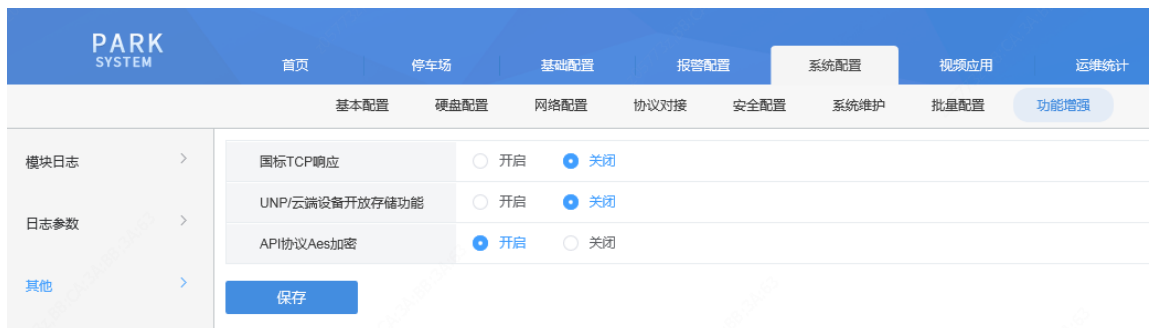 PARK
SYSTEM
首页 停车场 基础配置 报警配置 系统配置 视频应用 运维统计
基本配置 硬盘配置 网络配置 协议对接 安全配置 系统维护 批量配置 功能增强
模块日志
日志参数
其他
国标TCP响应 开启 关闭
UNP/云端设备开放存储功能 开启 关闭
API协议Aes加密 开启 关闭
保存